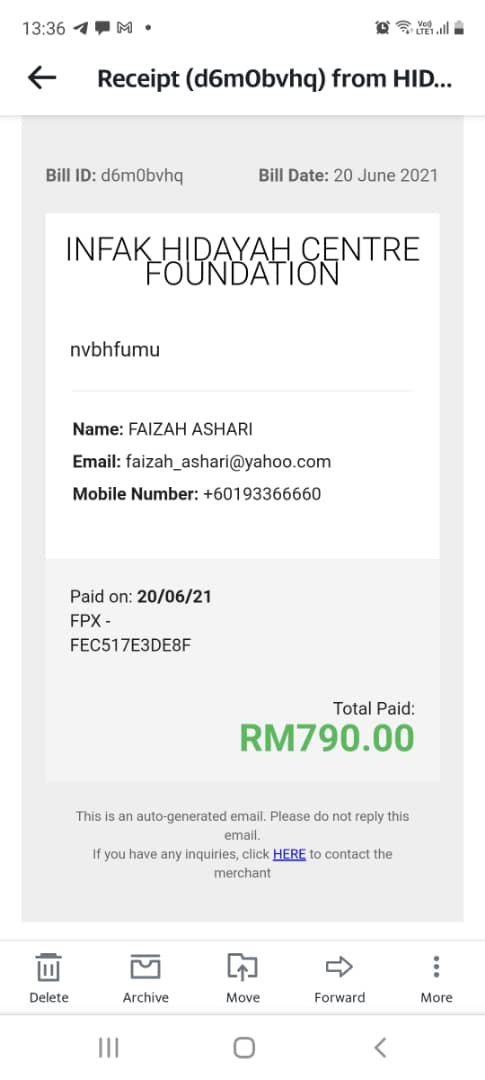 13:36
Vo))
LTE1
Receipt (d6m0bvhq) from HID...
Bill ID: d6m0bvhq
Bill Date: 20 June 2021
INFAK HIDAYAH CENTRE
FOUNDATION
nvbhfumu
Name: FAIZAH ASHARI
Email: faizah_ashari@yahoo.com
Mobile Number: +60193366660
Paid on: 20/06/21
FPX -
FEC517E3DE8F
Total Paid:
RM790.00
This is an auto-generated email. Please do not reply this
email.
If you have any inquiries, click HERE to contact the
merchant
Delete
Archive
Move
Forward
More